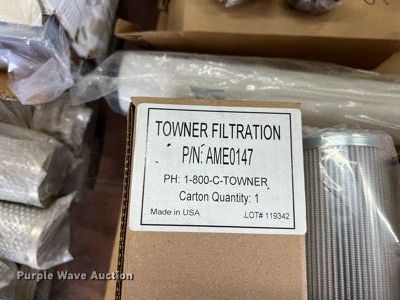 TOWNER FILTRATION
P/N: AME0147
PH: 1-800-C-TOWNER
Carton Quantity: 1
Made in USA
LOT# 119342
Purple Wave Auction